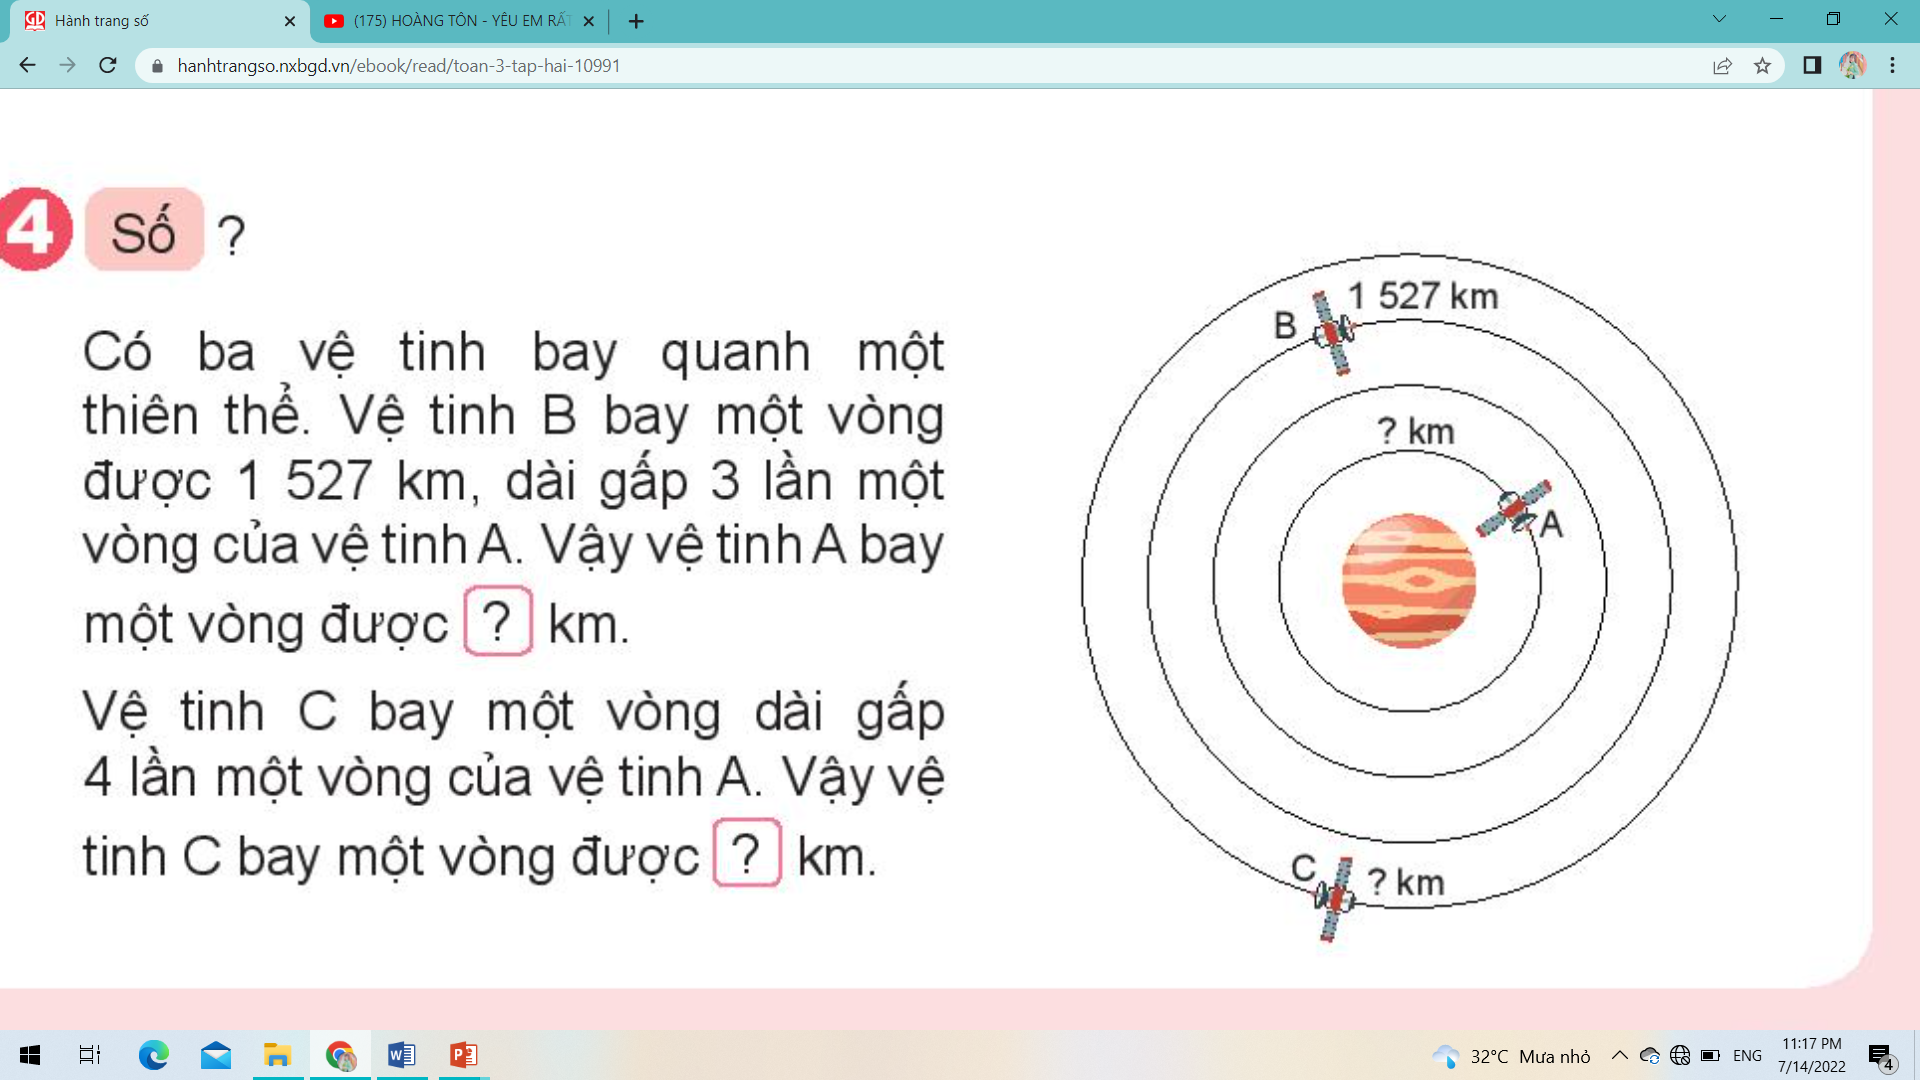 Hành trang số
(175) HOÀNG TÔN - YÊU EM RẤT
hanhtrangso.nxbgd.vn/ebook/read/toan-3-tap-hai-10991
4 Số ?
Có ba vệ tinh bay quanh một
thiên thể. Vệ tinh B bay một vòng
được 1 527 km, dài gấp 3 lần một
vòng của vệ tinh A. Vậy vệ tinh A bay
một vòng được ? km.
Vệ tinh C bay một vòng dài gấp
4 lần một vòng của vệ tinh A. Vậy vệ
tinh C bay một vòng được ? km.
1 527 km
B
? km
A
C
? km
32°C Mưa nhỏ
ENG
11:17 PM
7/14/2022
4